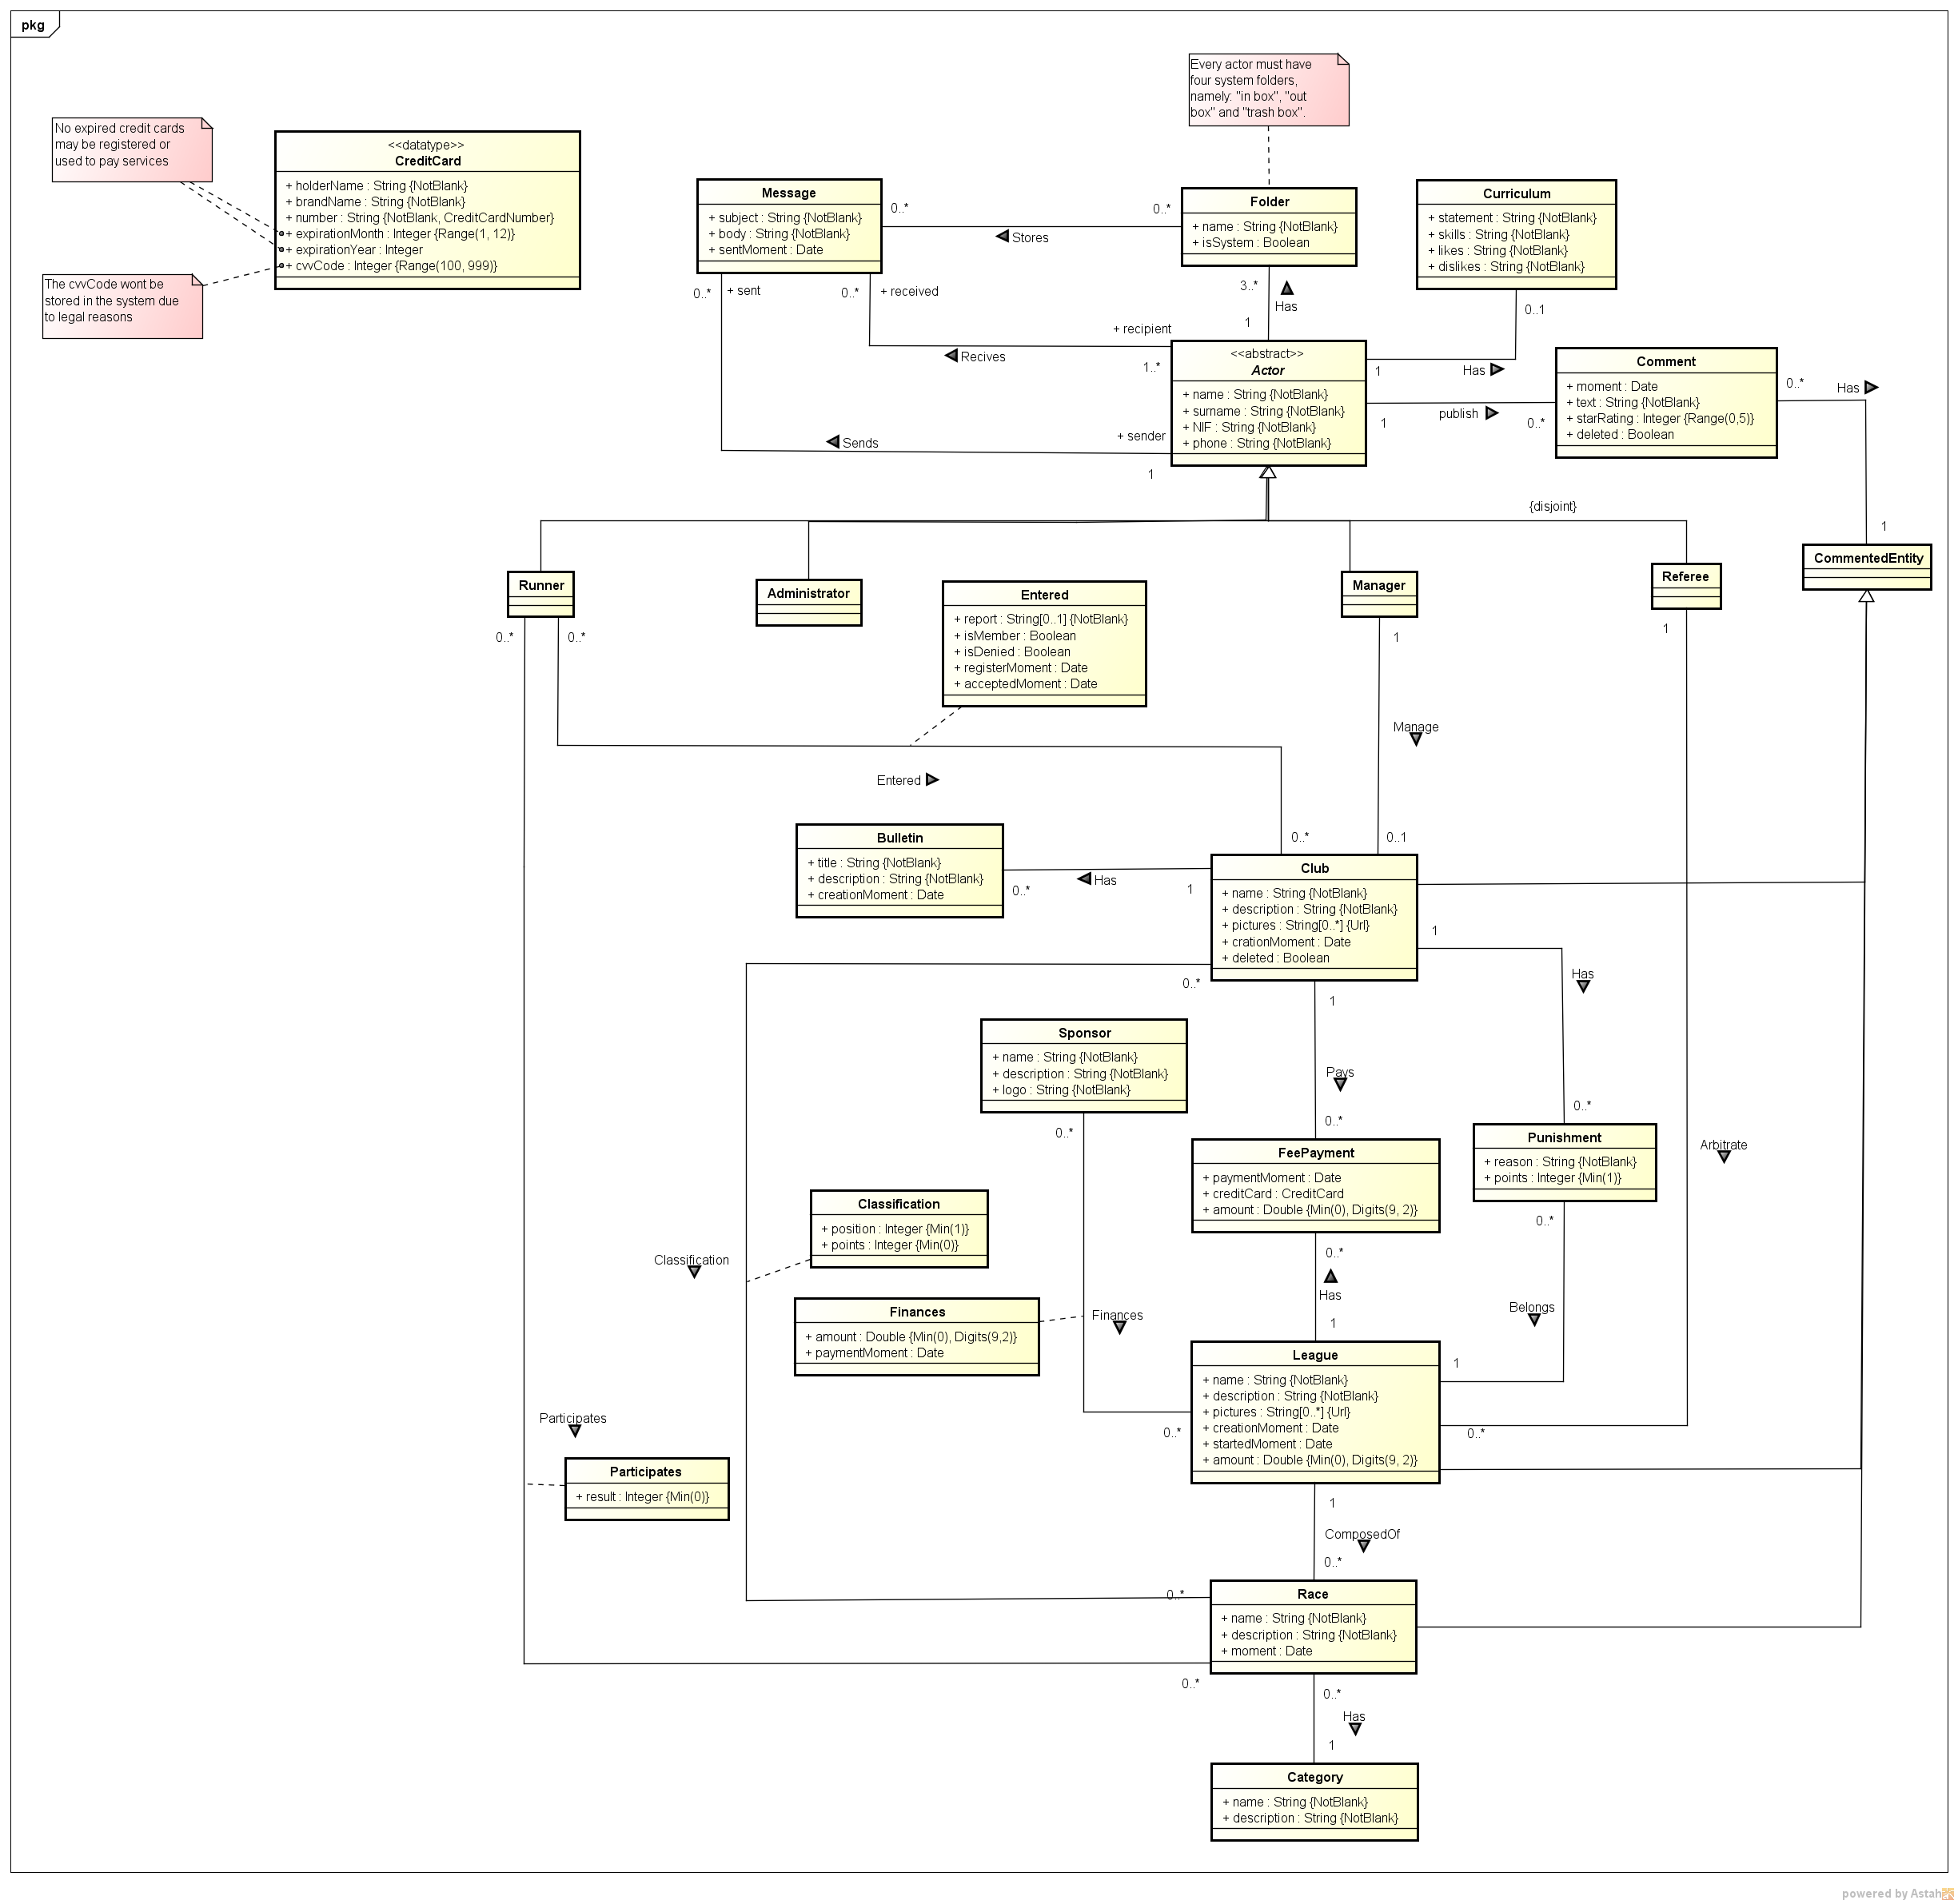 pkg
Every actor must have
four system folders,
namely: "in box", "out
box" and "trash box".
No expired credit cards
may be registered or
used to pay services
The cvvCode wont be
stored in the system due
to legal reasons
<<datatype>>
CreditCard
+ holderName : String {NotBlank}
+ brandName : String {NotBlank}
+ number : String {NotBlank, CreditCardNumber}
+ expirationMonth : Integer {Range(1, 12)}
+ expirationYear : Integer
+ cvvCode : Integer {Range(100, 999)}
Message
+ subject : String {NotBlank}
+ body : String {NotBlank}
+ sentMoment : Date
0..*
0..*
Stores
Folder
+ name : String {NotBlank}
+ isSystem : Boolean
Curriculum
+ statement : String {NotBlank}
+ skills : String {NotBlank}
+ likes : String {NotBlank}
+ dislikes : String {NotBlank}
0..*
+ sent
0..*
+ received
3..*
Has
1
0..1
+ recipient
Recives
1..*
<<abstract>>
Actor
+ name : String {NotBlank}
+ surname : String {NotBlank}
+ NIF : String {NotBlank}
+ phone : String {NotBlank}
1
Has
publish
1
0..*
Comment
+ moment : Date
+ text : String {NotBlank}
+ starRating : Integer {Range(0,5)}
+ deleted : Boolean
0..*
Has
1
Sends
+ sender
1
{disjoint}
Runner
Administrator
Manager
Referee
CommentedEntity
Entered
+ report : String[0..1] {NotBlank}
+ isMember : Boolean
+ isDenied : Boolean
+ registerMoment : Date
+ acceptedMoment : Date
0..*
0..*
1
1
Manage
Entered
0..*
0..1
Bulletin
+ title : String {NotBlank}
+ description : String {NotBlank}
+ creationMoment : Date
0..*
Has
1
Club
+ name : String {NotBlank}
+ description : String {NotBlank}
+ pictures : String[0..*] {Url}
+ crationMoment : Date
+ deleted : Boolean
1
Has
0..*
0..*
1
Pays
0..*
Sponsor
+ name : String {NotBlank}
+ description : String {NotBlank}
+ logo : String {NotBlank}
0..*
FeePayment
+ paymentMoment : Date
+ creditCard : CreditCard
+ amount : Double {Min(0), Digits(9, 2)}
Punishment
+ reason : String {NotBlank}
+ points : Integer {Min(1)}
Arbitrate
Classification
+ position : Integer {Min(1)}
+ points : Integer {Min(0)}
Classification
0..*
Has
1
0..*
Belongs
1
Finances
+ amount : Double {Min(0), Digits(9,2)}
+ paymentMoment : Date
Finances
League
+ name : String {NotBlank}
+ description : String {NotBlank}
+ pictures : String[0..*] {Url}
+ creationMoment : Date
+ startedMoment : Date
+ amount : Double {Min(0), Digits(9, 2)}
0..*
0..*
Participates
Participates
+ result : Integer {Min(0)}
1
ComposedOf
0..*
0..*
Race
+ name : String {NotBlank}
+ description : String {NotBlank}
+ moment : Date
0..*
0..*
Has
1
Category
+ name : String {NotBlank}
+ description : String {NotBlank}
powered by Astah